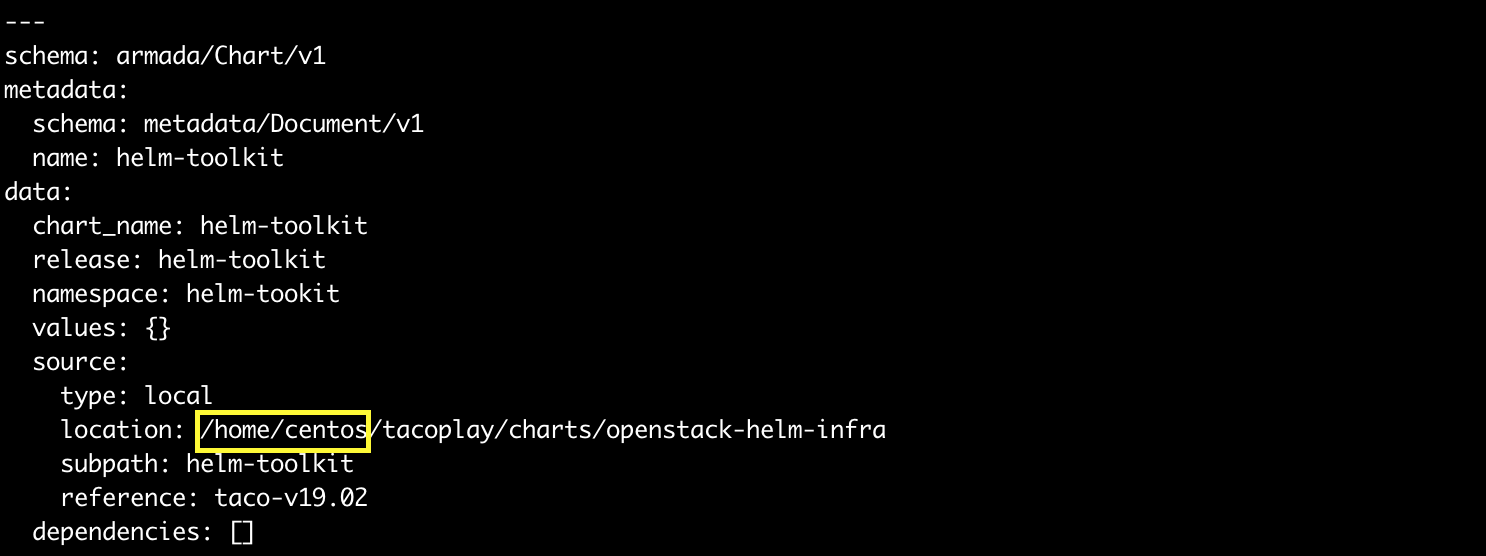 ---
schema: armada/Chart/v1
metadata:
  schema: metadata/Document/v1
  name: helm-toolkit
data:
  chart_name: helm-toolkit
  release: helm-toolkit
  namespace: helm-tookit
  values: {}
  source:
    type: local
    location: /home/centos/tacoplay/charts/openstack-helm-infra
    subpath: helm-toolkit
    reference: taco-v19.02
  dependencies: []